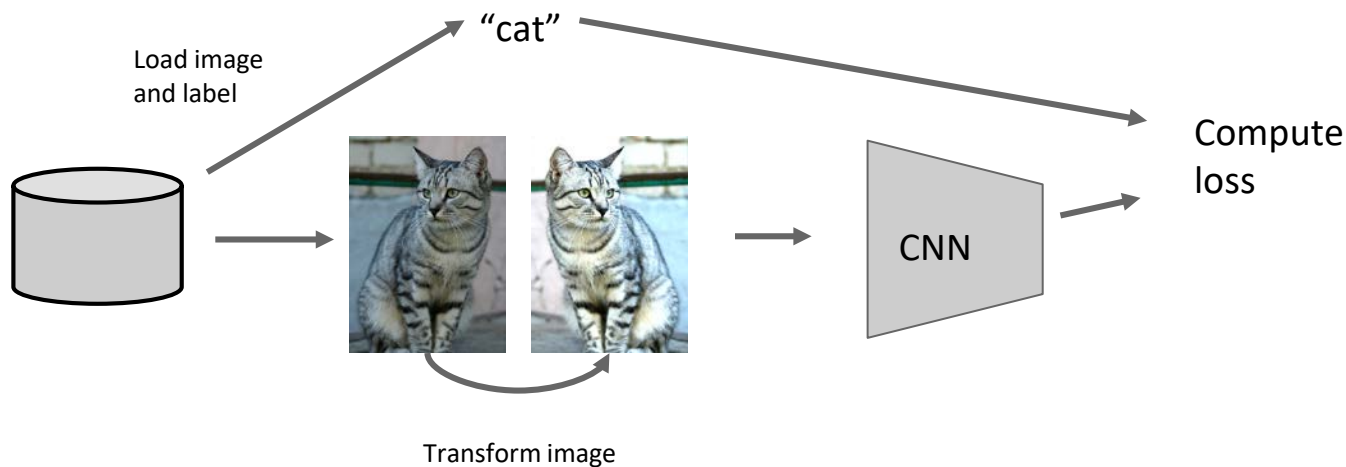 “cat”
Load image
and label
Compute
loss
CNN
Transform image